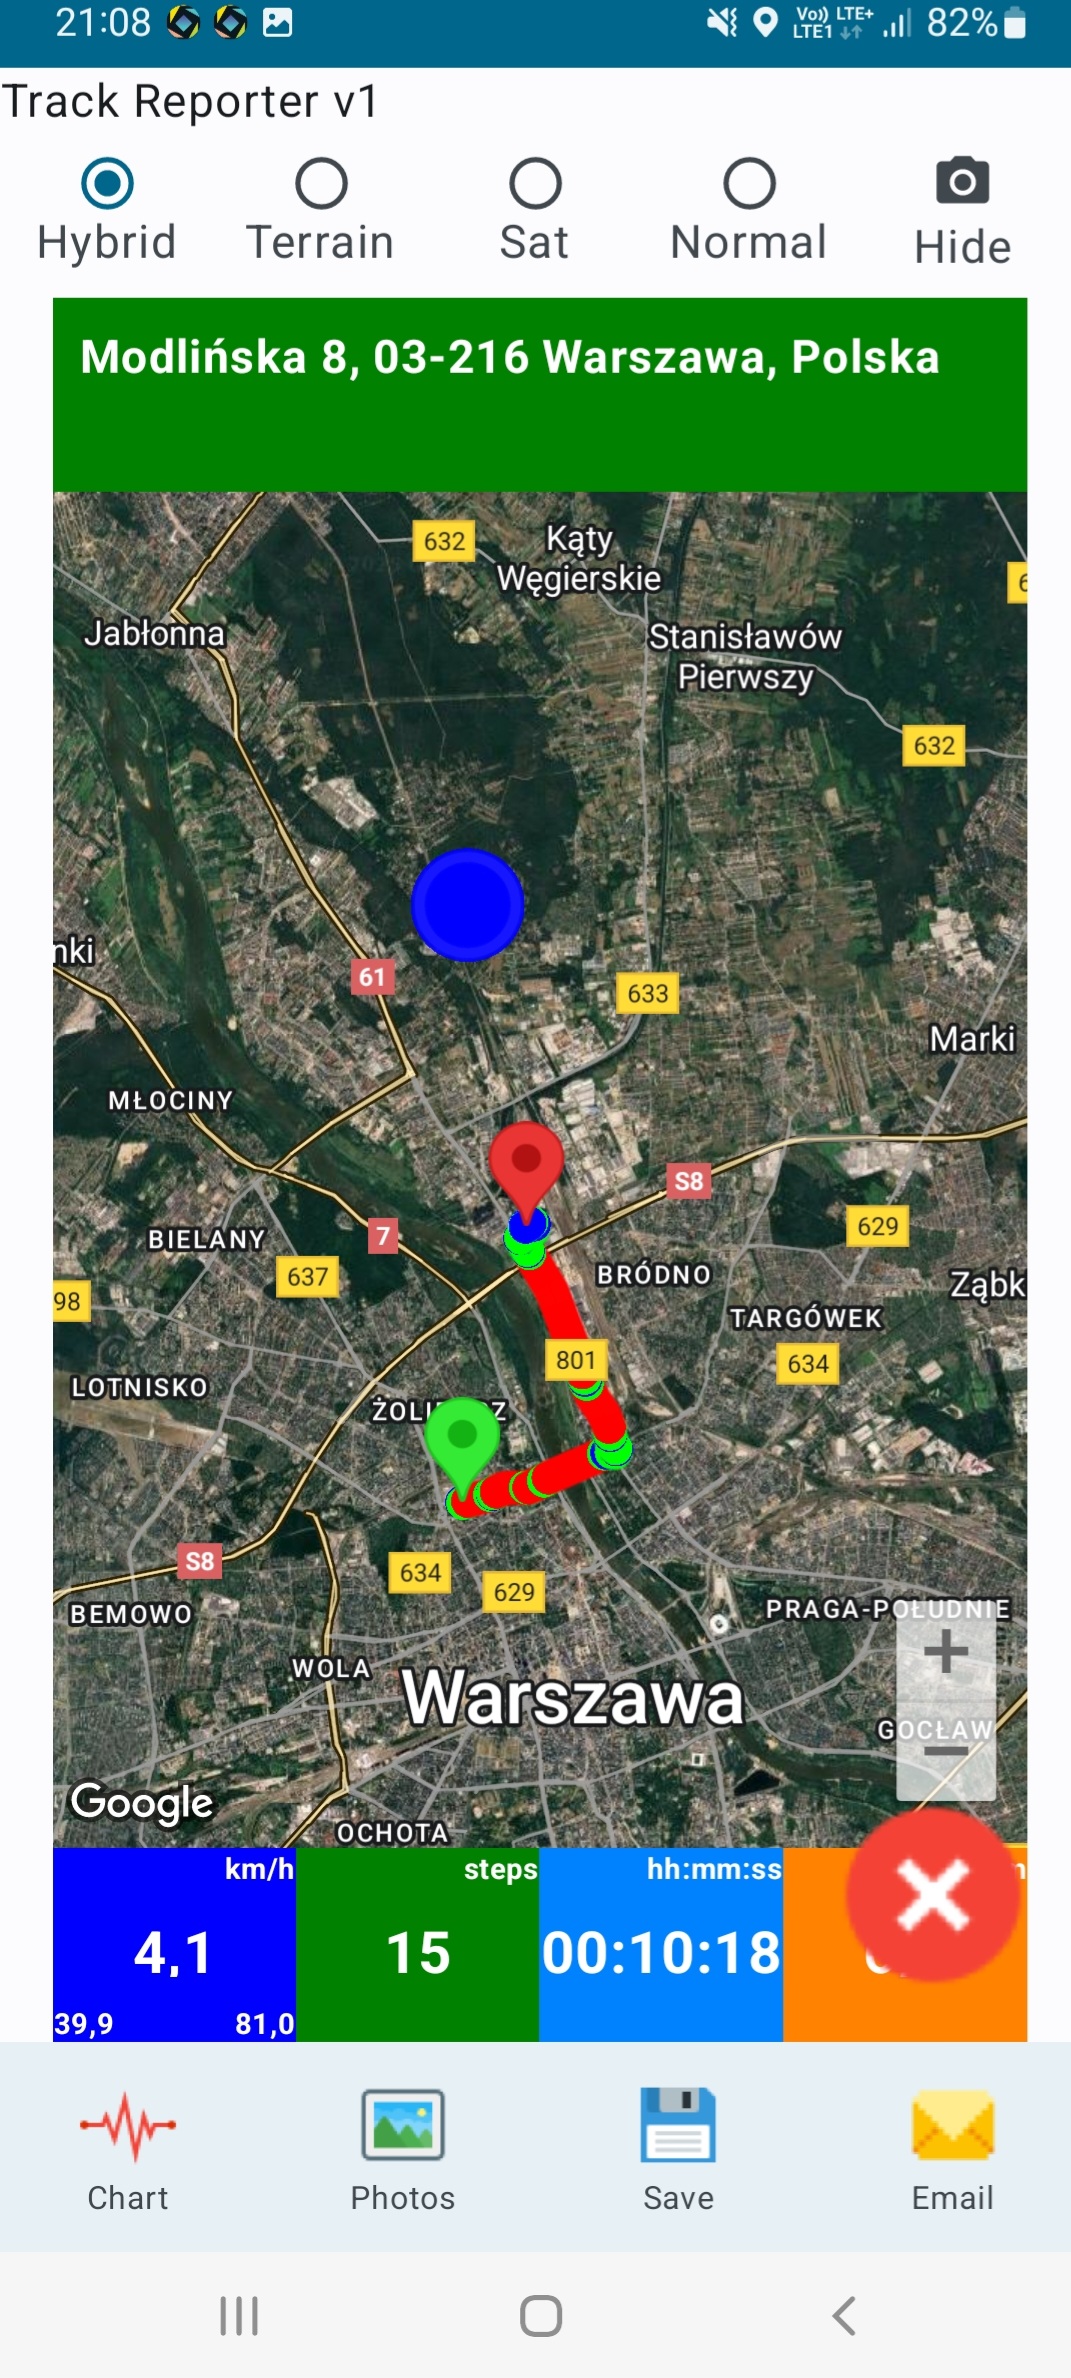 21:08
Vo)) LTE+
LTE1
82%
Track Reporter v1
Hybrid
Terrain
Sat
Normal
Hide
Modlińska 8, 03-216 Warszawa, Polska
632
Kąty
Węgierskie
6
Jabłonna
Stanisławów
Pierwszy
632
nki
61
633
Marki
MŁOCINY
S8
BIELANY
7
629
637
BRÓDNO
Ząbk
98
TARGÓWEK
801
634
LOTNISKO
S8
634
629
BEMOWO
PRAGA-POŁUDNIE
+
WOLA
Warszawa
GOCŁAW
−
Google
OCHOTA
km/h
steps
hh:mm:ss
4,1
15
00:10:18
39,9
81,0
Chart
Photos
Save
Email